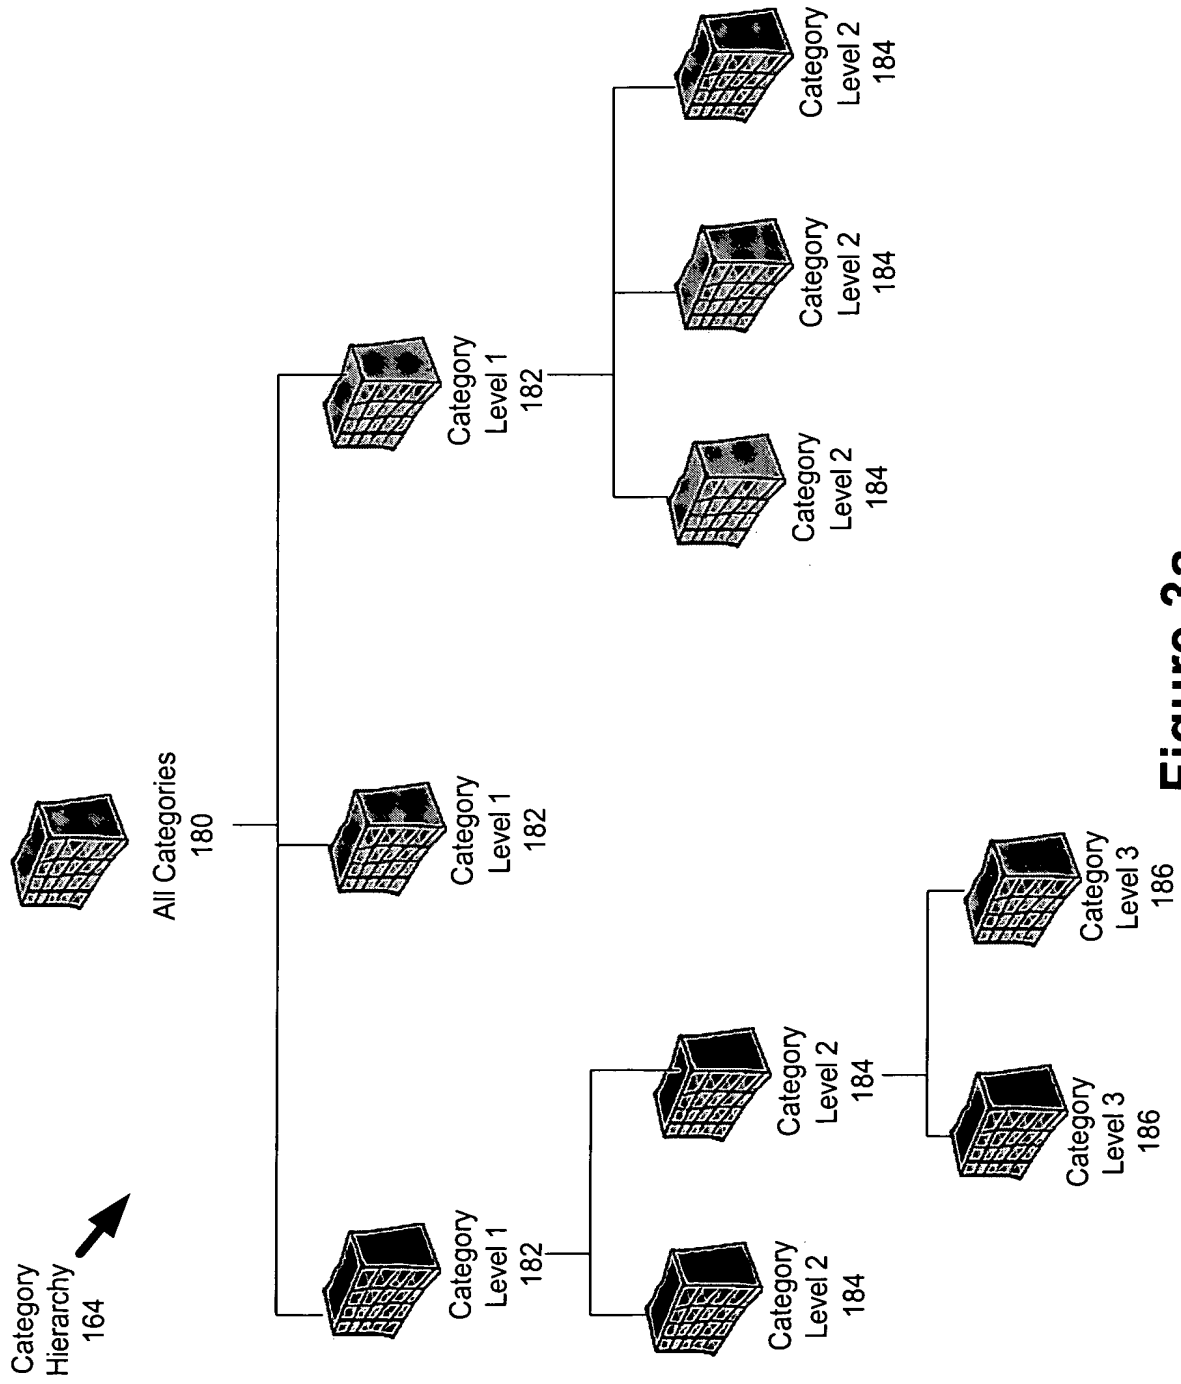 Category
Hierarchy
164
All Categories
180
Category
Level 1
182
Category
Level 1
182
Category
Level 1
182
Category
Level 2
184
Category
Level 2
184
Category
Level 2
184
Category
Level 2
184
Category
Level 2
184
Category
Level 3
186
Category
Level 3
186
Figure